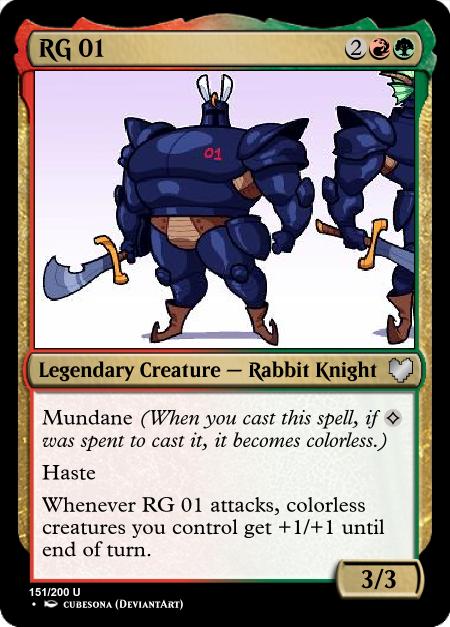 RG 01 2
01
Legendary Creature — Rabbit Knight
Mundane (When you cast this spell, if
was spent to cast it, it becomes colorless.)
Haste
Whenever RG 01 attacks, colorless
creatures you control get +1/+1 until
end of turn.
3/3
151/200 U
• CUBESONA (DEVIANTART)